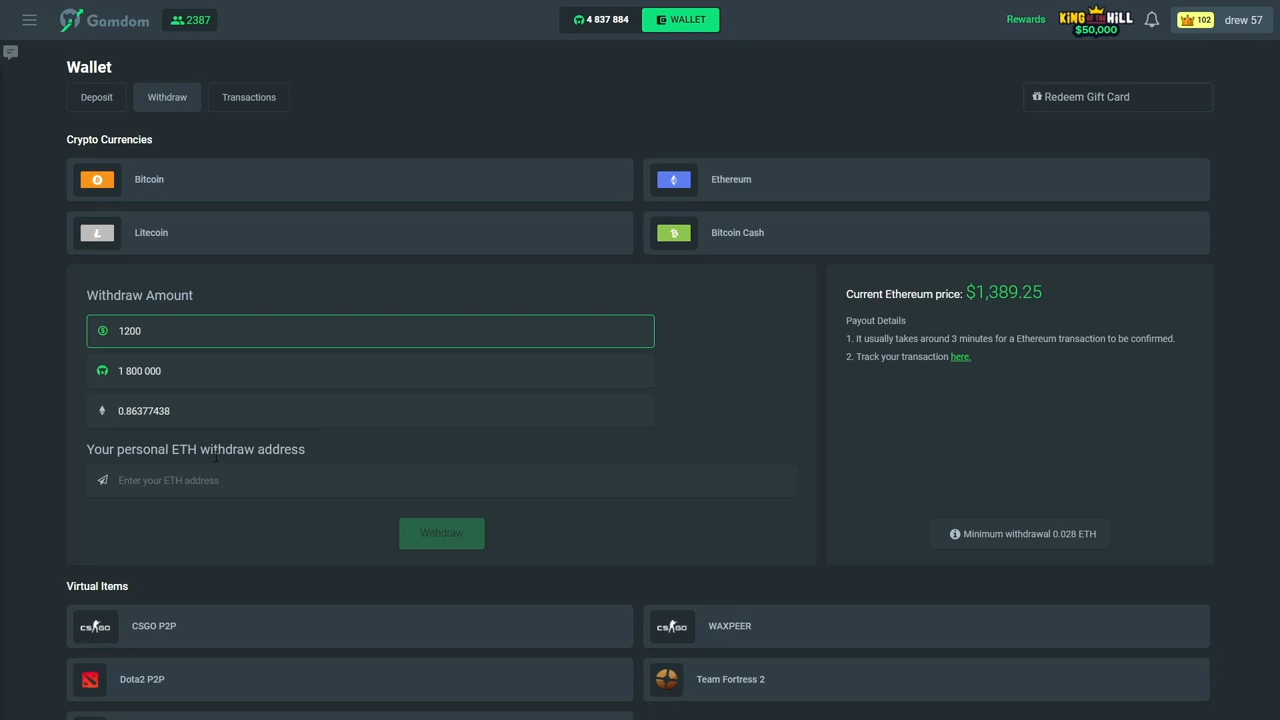 Gamdom 2387 4 837 884 WALLET Rewards KING OF THE HILL $50,000 102 drew 57
Wallet
Deposit Withdraw Transactions Redeem Gift Card
Crypto Currencies
Bitcoin Ethereum
Litecoin Bitcoin Cash
Withdraw Amount
1200
1 800 000
0.86377438
Your personal ETH withdraw address
Enter your ETH address
Withdraw
Current Ethereum price: $1,389.25
Payout Details
1. It usually takes around 3 minutes for a Ethereum transaction to be confirmed.
2. Track your transaction here.
Minimum withdrawal 0.028 ETH
Virtual Items
CS:GO CSGO P2P CS:GO WAXPEER
Dota2 P2P Team Fortress 2